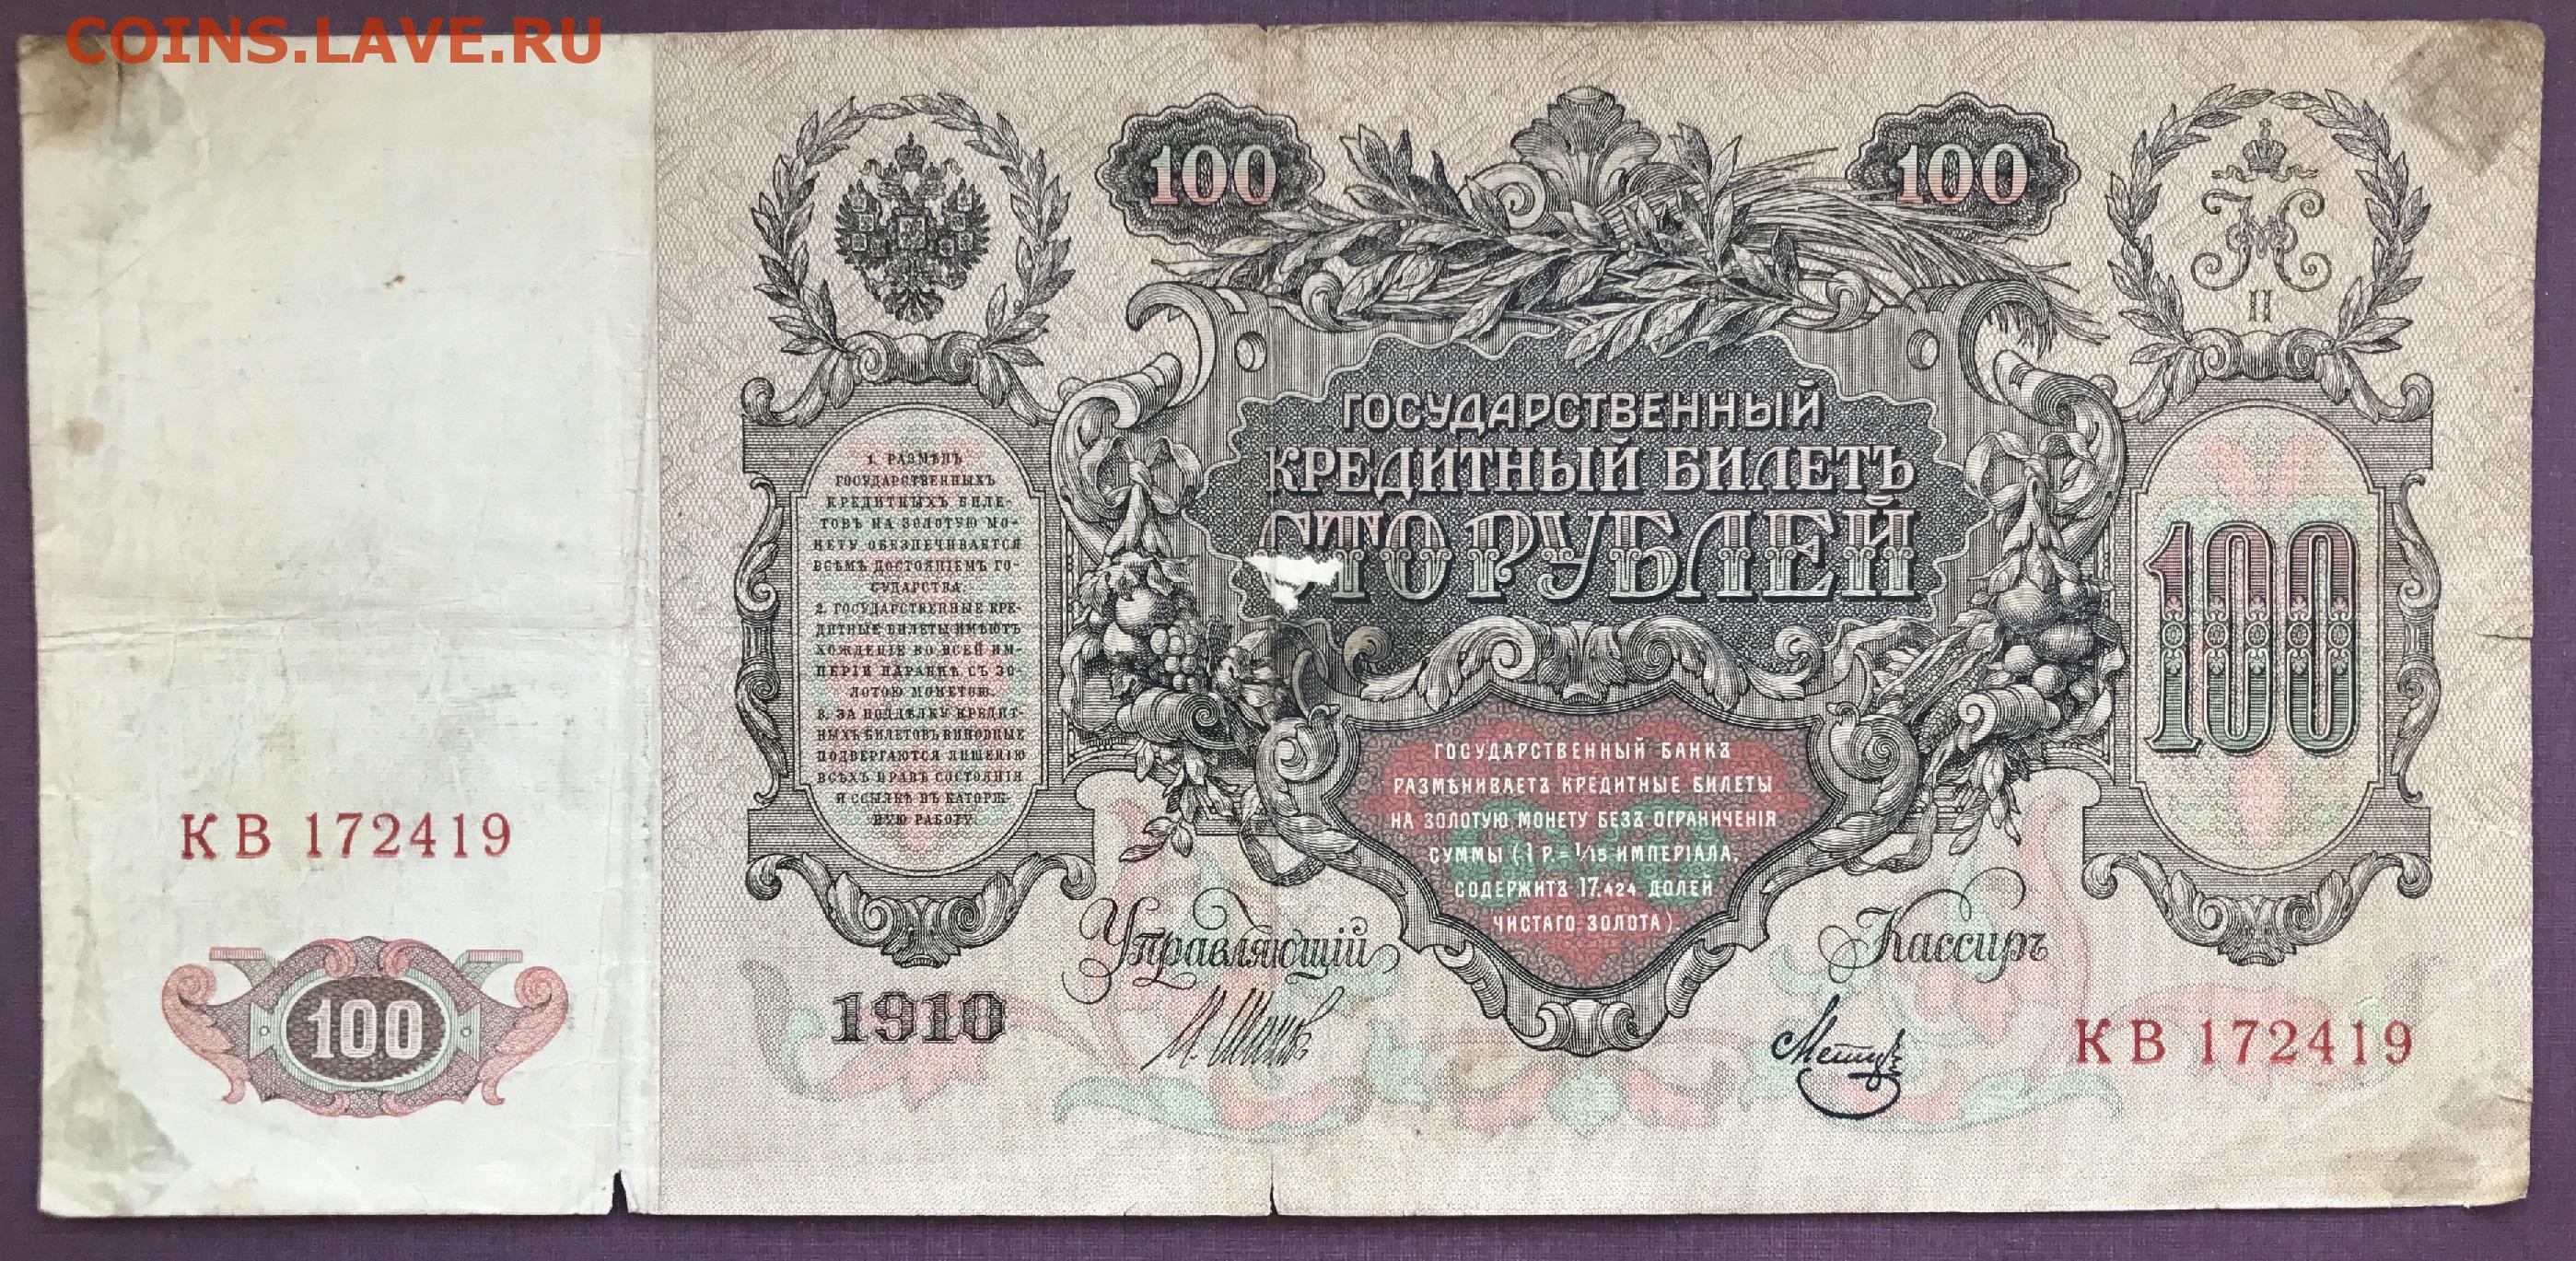 COINS.LAVE.RU
100
100
II
ГОСУДАРСТВЕННЫЙ
КРЕДИТНЫЙ БИЛЕТЪ
СТО РУБЛЕЙ
1. РАЗМѢНЪ
ГОСУДАРСТВЕННЫХЪ
КРЕДИТНЫХЪ БИЛЕ-
ТОВЪ НА ЗОЛОТУЮ МО-
НЕТУ ОБЕЗПЕЧИВАЕТСЯ
ВСѢМЪ ДОСТОЯНІЕМЪ ГО-
СУДАРСТВА.
2. ГОСУДАРСТВЕННЫЕ КРЕ-
ДИТНЫЕ БИЛЕТЫ ИМѢЮТЪ
ХОЖДЕНІЕ ВО ВСЕЙ ИМ-
ПЕРІИ НАРАВНѢ СЪ ЗО-
ЛОТОЮ МОНЕТОЮ.
3. ЗА ПОДДѢЛКУ КРЕДИТ-
НЫХЪ БИЛЕТОВЪ ВИНОВНЫЕ
ПОДВЕРГАЮТСЯ ЛИШЕНІЮ
ВСѢХЪ ПРАВЪ СОСТОЯНІЯ
И ССЫЛКѢ ВЪ КАТОРЖ-
НУЮ РАБОТУ.
100
ГОСУДАРСТВЕННЫЙ БАНКЪ
РАЗМѢНИВАЕТЪ КРЕДИТНЫЕ БИЛЕТЫ
НА ЗОЛОТУЮ МОНЕТУ БЕЗЪ ОГРАНИЧЕНІЯ
СУММЫ (1 Р.=1/15 ИМПЕРІАЛА,
СОДЕРЖИТЪ 17.424 ДОЛЕЙ
ЧИСТАГО ЗОЛОТА).
КВ 172419
100
Управляющій
Кассиръ
1910
И. Шипов
КВ 172419